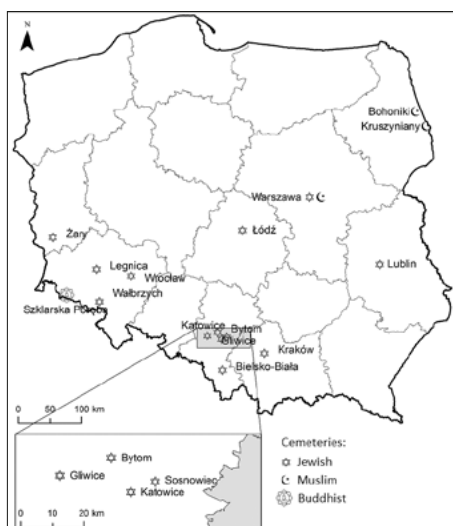 N
Bohoniki
Kruszyniany
Warszawa
Łódź
Żary
Lublin
Legnica
Wrocław
Szklarska Poręba
Wałbrzych
Katowice
Bytom
Gliwice
Kraków
Bielsko-Biała
0 50 100 km
Cemeteries:
Jewish
Muslim
Buddhist
Bytom
Gliwice
Sosnowiec
Katowice
0 10 20 km